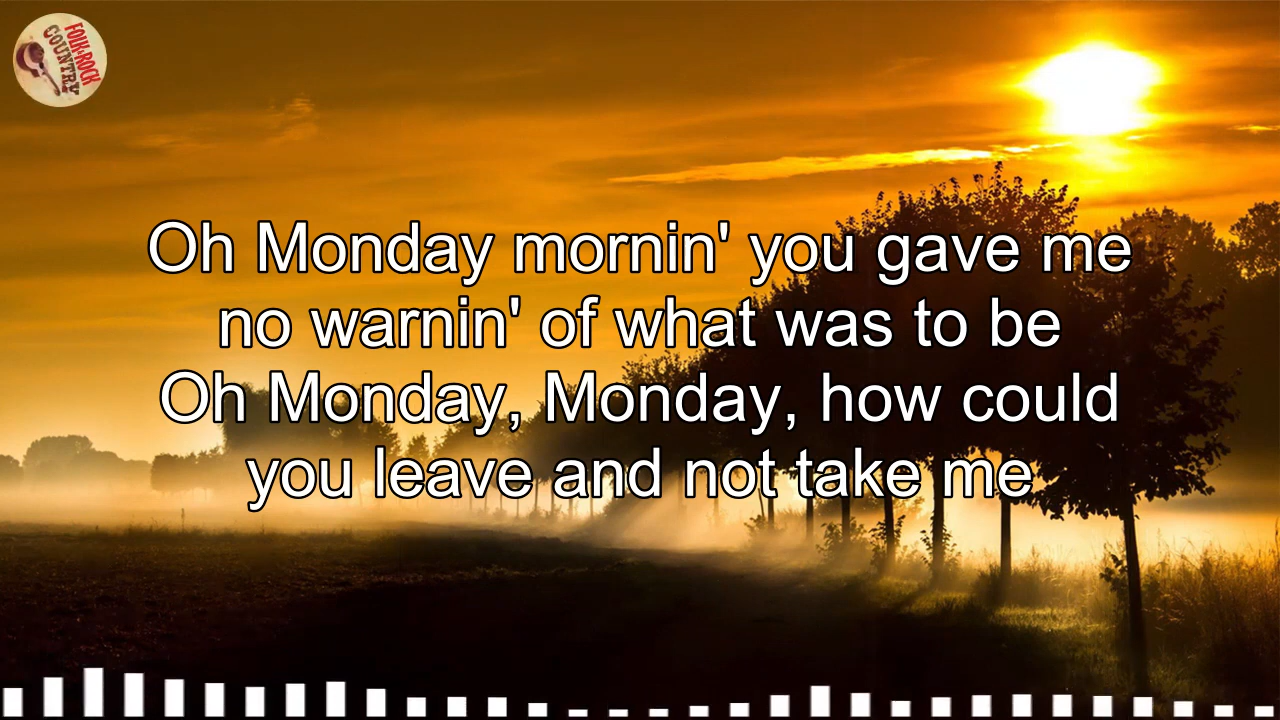 FOLK-ROCK
COUNTRY
Oh Monday mornin' you gave me
no warnin' of what was to be
Oh Monday, Monday, how could
you leave and not take me